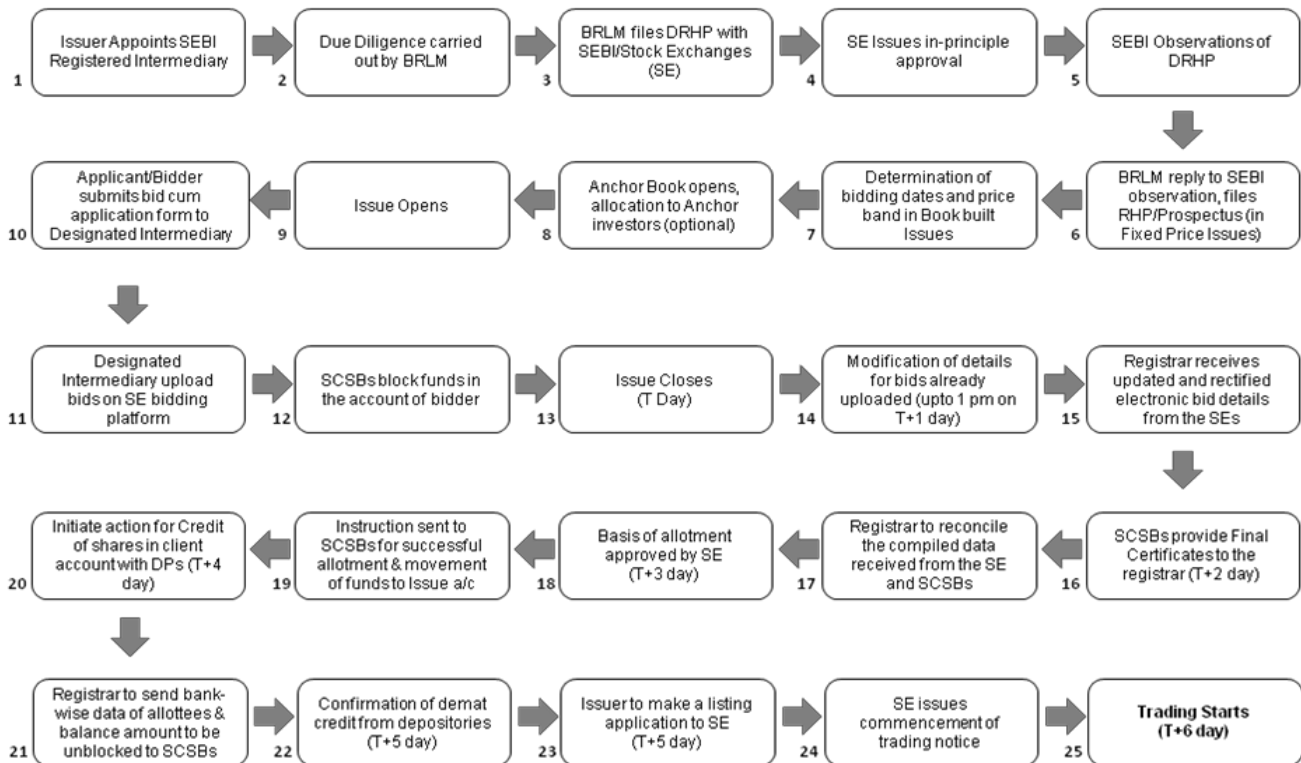 Issuer Appoints SEBI
Registered Intermediary
1
Due Diligence carried
out by BRLM
2
BRLM files DRHP with
SEBI/Stock Exchanges
(SE)
3
SE Issues in-principle
approval
4
SEBI Observations of
DRHP
5
BRLM reply to SEBI
observation, files
RHP/Prospectus (in
Fixed Price Issues)
6
Determination of
bidding dates and price
band in Book built
Issues
7
Anchor Book opens,
allocation to Anchor
investors (optional)
8
Issue Opens
9
Applicant/Bidder
submits bid cum
application form to
Designated Intermediary
10
Designated
Intermediary upload
bids on SE bidding
platform
11
SCSBs block funds in
the account of bidder
12
Issue Closes
(T Day)
13
Modification of details
for bids already
uploaded (upto 1 pm on
T+1 day)
14
Registrar receives
updated and rectified
electronic bid details
from the SEs
15
SCSBs provide Final
Certificates to the
registrar (T+2 day)
16
Registrar to reconcile
the compiled data
received from the SE
and SCSBs
17
Basis of allotment
approved by SE
(T+3 day)
18
Instruction sent to
SCSBs for successful
allotment & movement
of funds to Issue a/c
19
Initiate action for Credit
of shares in client
account with DPs (T+4
day)
20
Registrar to send bank-
wise data of allottees &
balance amount to be
unblocked to SCSBs
21
Confirmation of demat
credit from depositories
(T+5 day)
22
Issuer to make a listing
application to SE
(T+5 day)
23
SE issues
commencement of
trading notice
24
Trading Starts
(T+6 day)
25